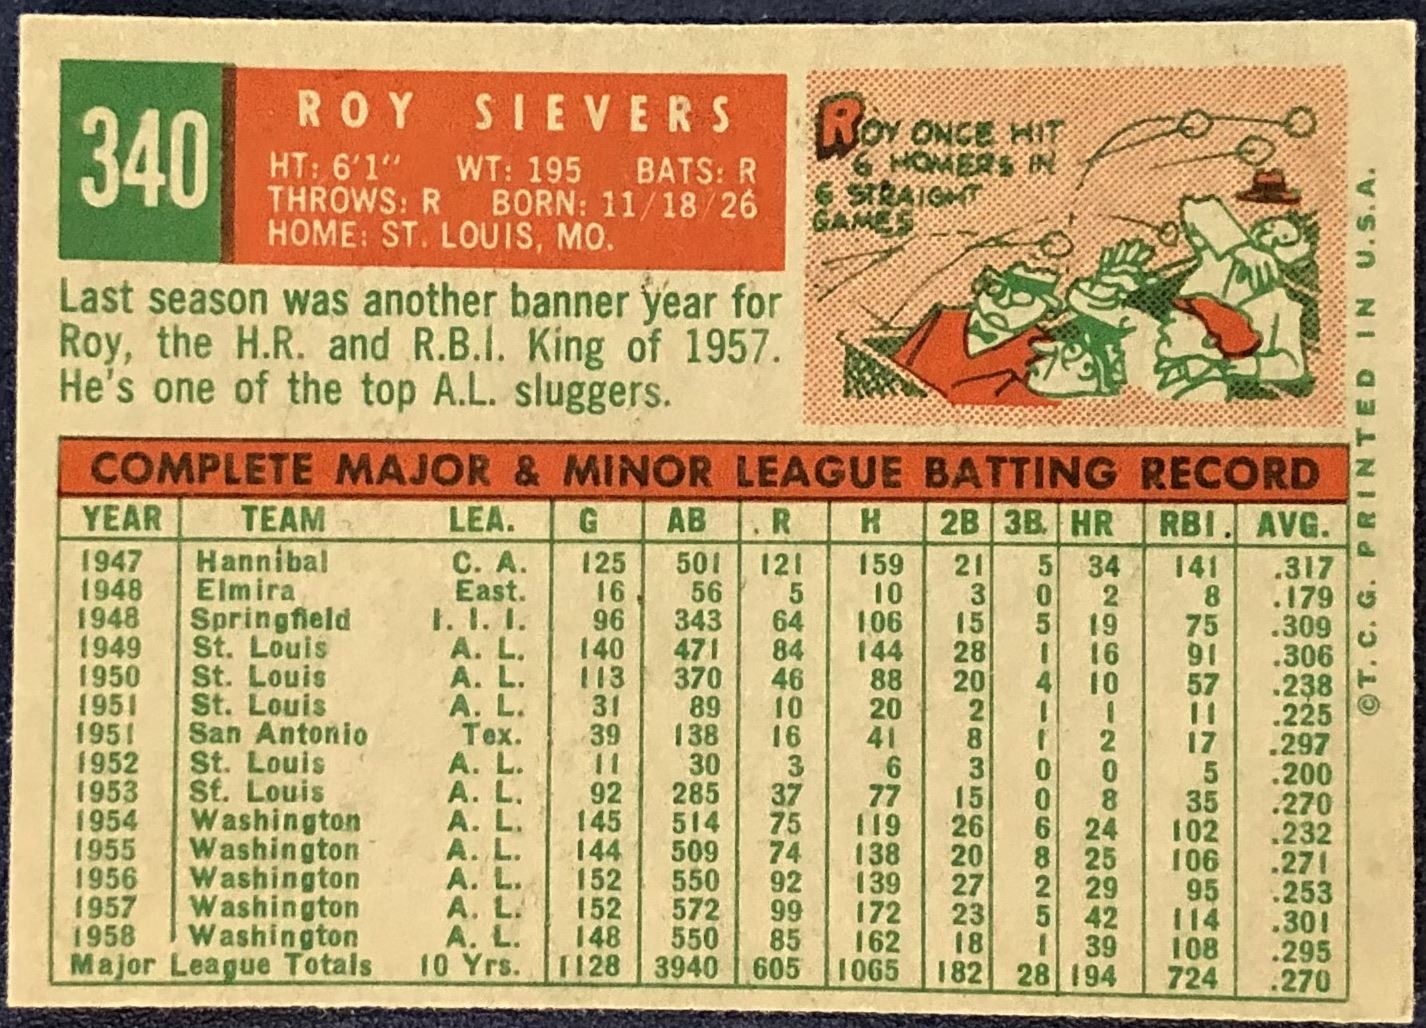 340
ROY SIEVERS
HT: 6'1" WT: 195 BATS: R
THROWS: R BORN: 11/18/26
HOME: ST. LOUIS, MO.
ROY ONCE HIT
6 HOMERS IN
6 STRAIGHT
GAMES
Last season was another banner year for
Roy, the H.R. and R.B.I. King of 1957.
He's one of the top A.L. sluggers.
COMPLETE MAJOR & MINOR LEAGUE BATTING RECORD
YEAR TEAM LEA. G AB R H 2B 3B HR RBI. AVG.
1947 Hannibal C. A. 125 501 121 159 21 5 34 141 .317
1948 Elmira East. 16 56 5 10 3 0 2 8 .179
1948 Springfield I. I. I. 96 343 64 106 15 5 19 75 .309
1949 St. Louis A. L. 140 471 84 144 28 1 16 91 .306
1950 St. Louis A. L. 113 370 46 88 20 4 10 57 .238
1951 St. Louis A. L. 31 89 10 20 2 1 1 11 .225
1951 San Antonio Tex. 39 138 16 41 8 1 2 17 .297
1952 St. Louis A. L. 11 30 3 6 3 0 0 5 .200
1953 St. Louis A. L. 92 285 37 77 15 0 8 35 .270
1954 Washington A. L. 145 514 75 119 26 6 24 102 .232
1955 Washington A. L. 144 509 74 138 20 8 25 106 .271
1956 Washington A. L. 152 550 92 139 27 2 29 95 .253
1957 Washington A. L. 152 572 99 172 23 5 42 114 .301
1958 Washington A. L. 148 550 85 162 18 1 39 108 .295
Major League Totals 10 Yrs. 1128 3940 605 1065 182 28 194 724 .270
©T.C.G. PRINTED IN U.S.A.